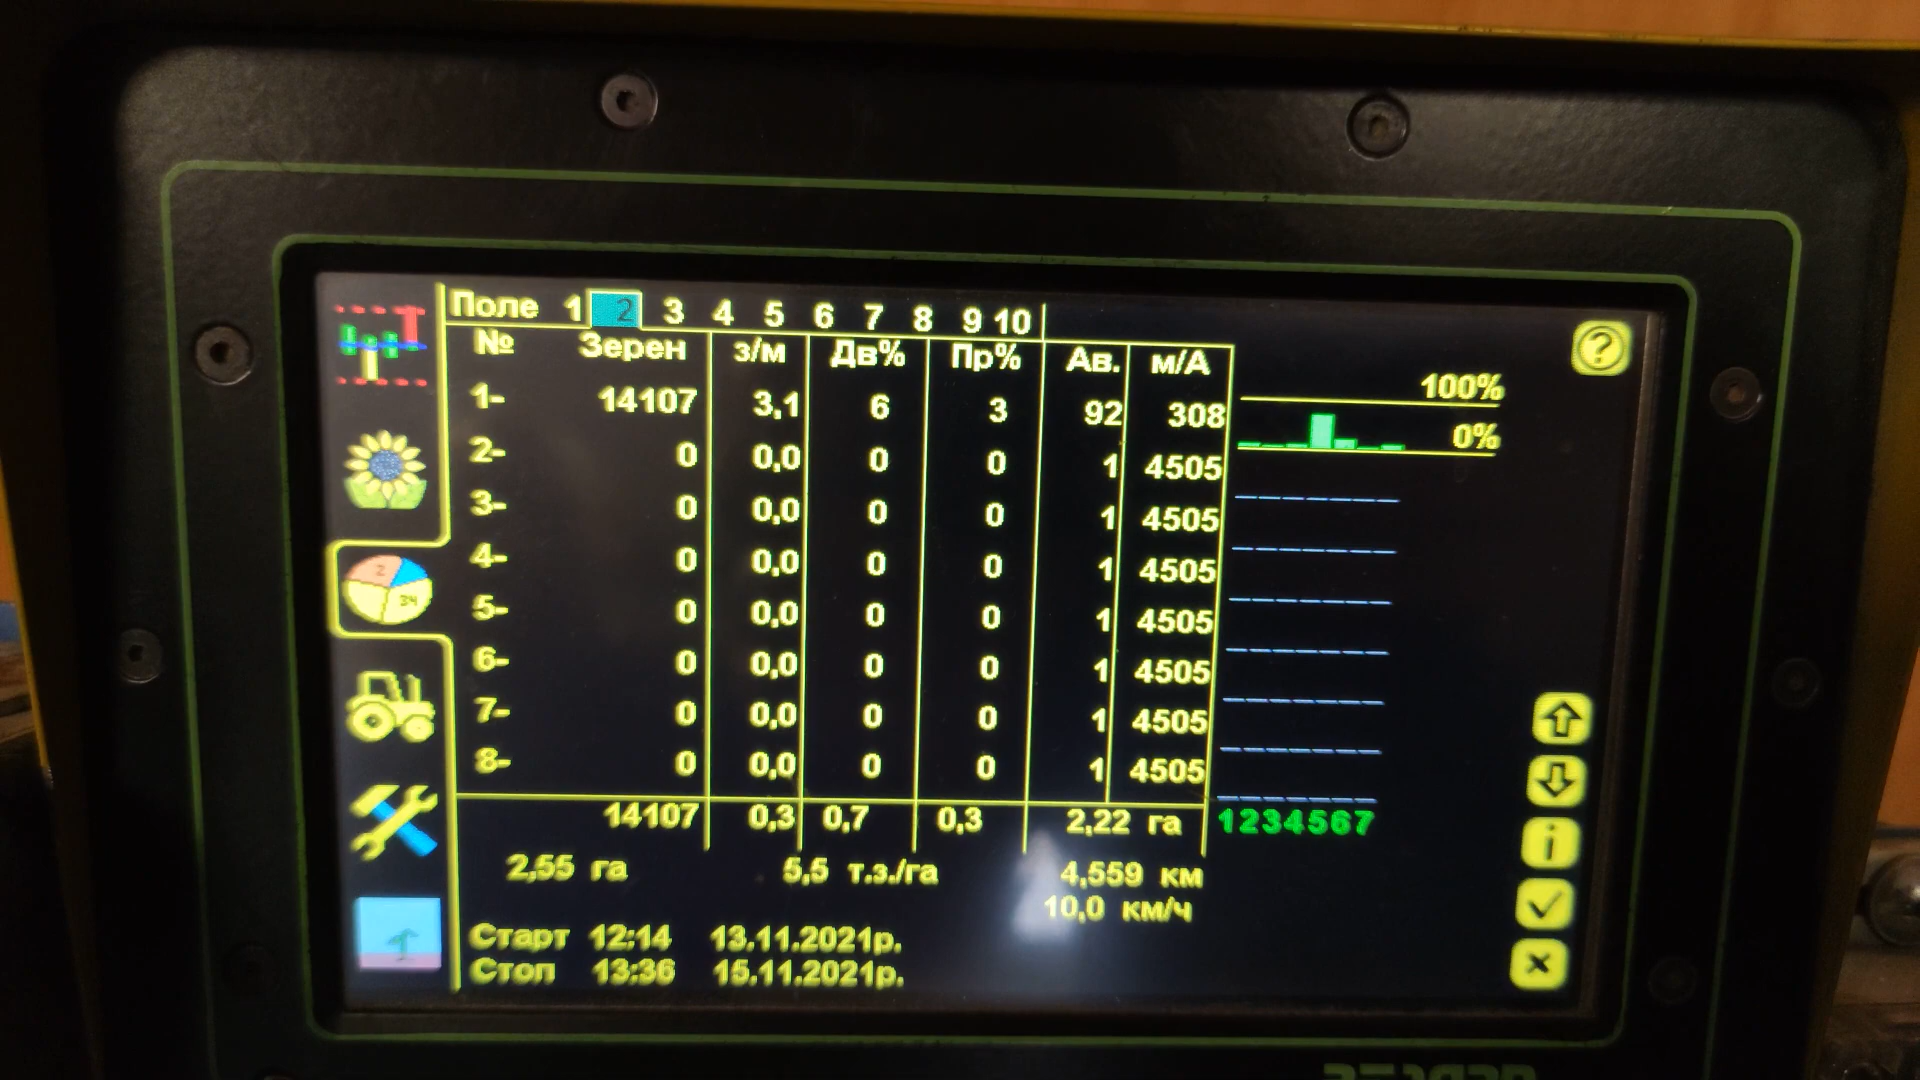 Поле 1 2 3 4 5 6 7 8 9 10
№ Зерен з/м Дв% Пр% Ав. м/А
1- 14107 3,1 6 3 92 308
100%
0%
2- 0 0,0 0 0 1 4505
3- 0 0,0 0 0 1 4505
4- 0 0,0 0 0 1 4505
5- 0 0,0 0 0 1 4505
6- 0 0,0 0 0 1 4505
7- 0 0,0 0 0 1 4505
8- 0 0,0 0 0 1 4505
14107 0,3 0,7 0,3 2,22 га 1234567
2,55 га 5,5 т.з./га 4,559 км
10,0 км/ч
Старт 12:14 13.11.2021р.
Стоп 13:36 15.11.2021р.